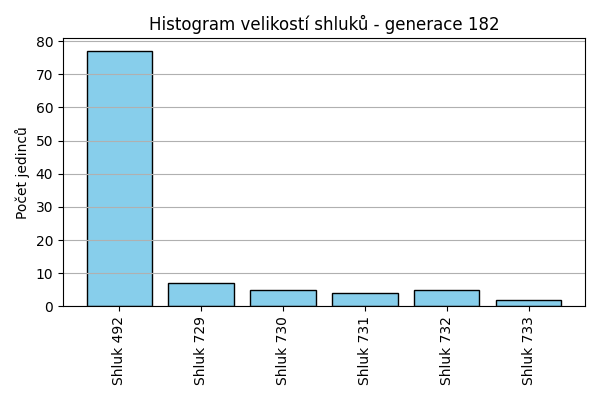 Histogram velikostí shluků - generace 182
Počet jedinců
80
70
60
50
40
30
20
10
0
Shluk 492
Shluk 729
Shluk 730
Shluk 731
Shluk 732
Shluk 733